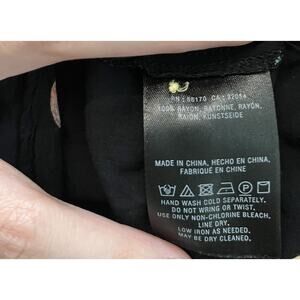 RN: 56170 CA: 32054
100% RAYON, RAYONNE, RAYÓN,
RAION, KUNSTSEIDE
MADE IN CHINA, HECHO EN CHINA,
FABRIQUÉ EN CHINE
HAND WASH COLD SEPARATELY.
DO NOT WRING OR TWIST.
USE ONLY NON-CHLORINE BLEACH.
LINE DRY.
LOW IRON AS NEEDED.
MAY BE DRY CLEANED.